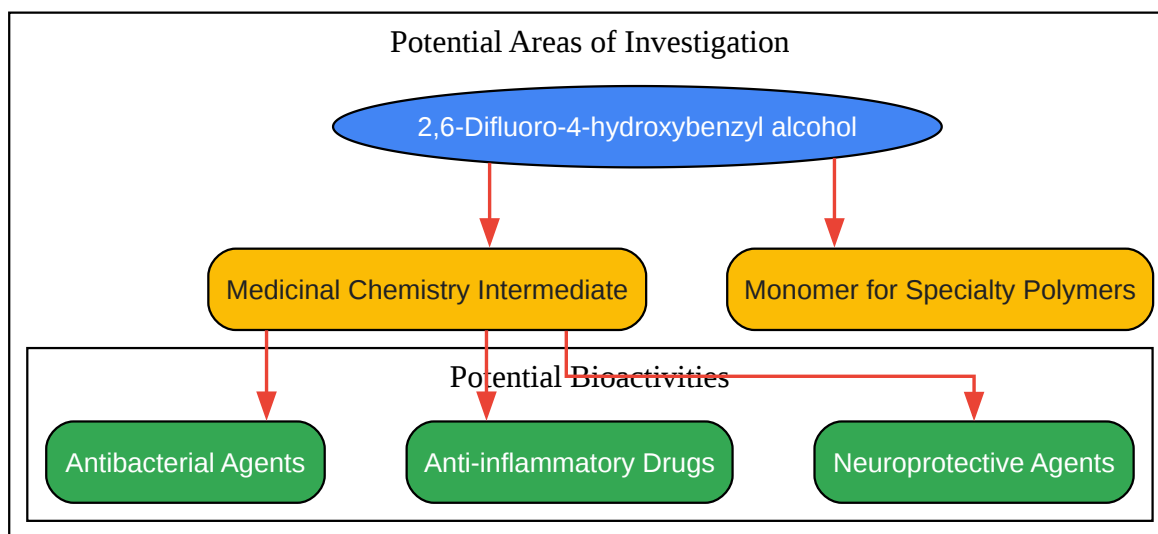 Potential Areas of Investigation
2,6-Difluoro-4-hydroxybenzyl alcohol
Medicinal Chemistry Intermediate
Monomer for Specialty Polymers
Potential Bioactivities
Antibacterial Agents
Anti-inflammatory Drugs
Neuroprotective Agents